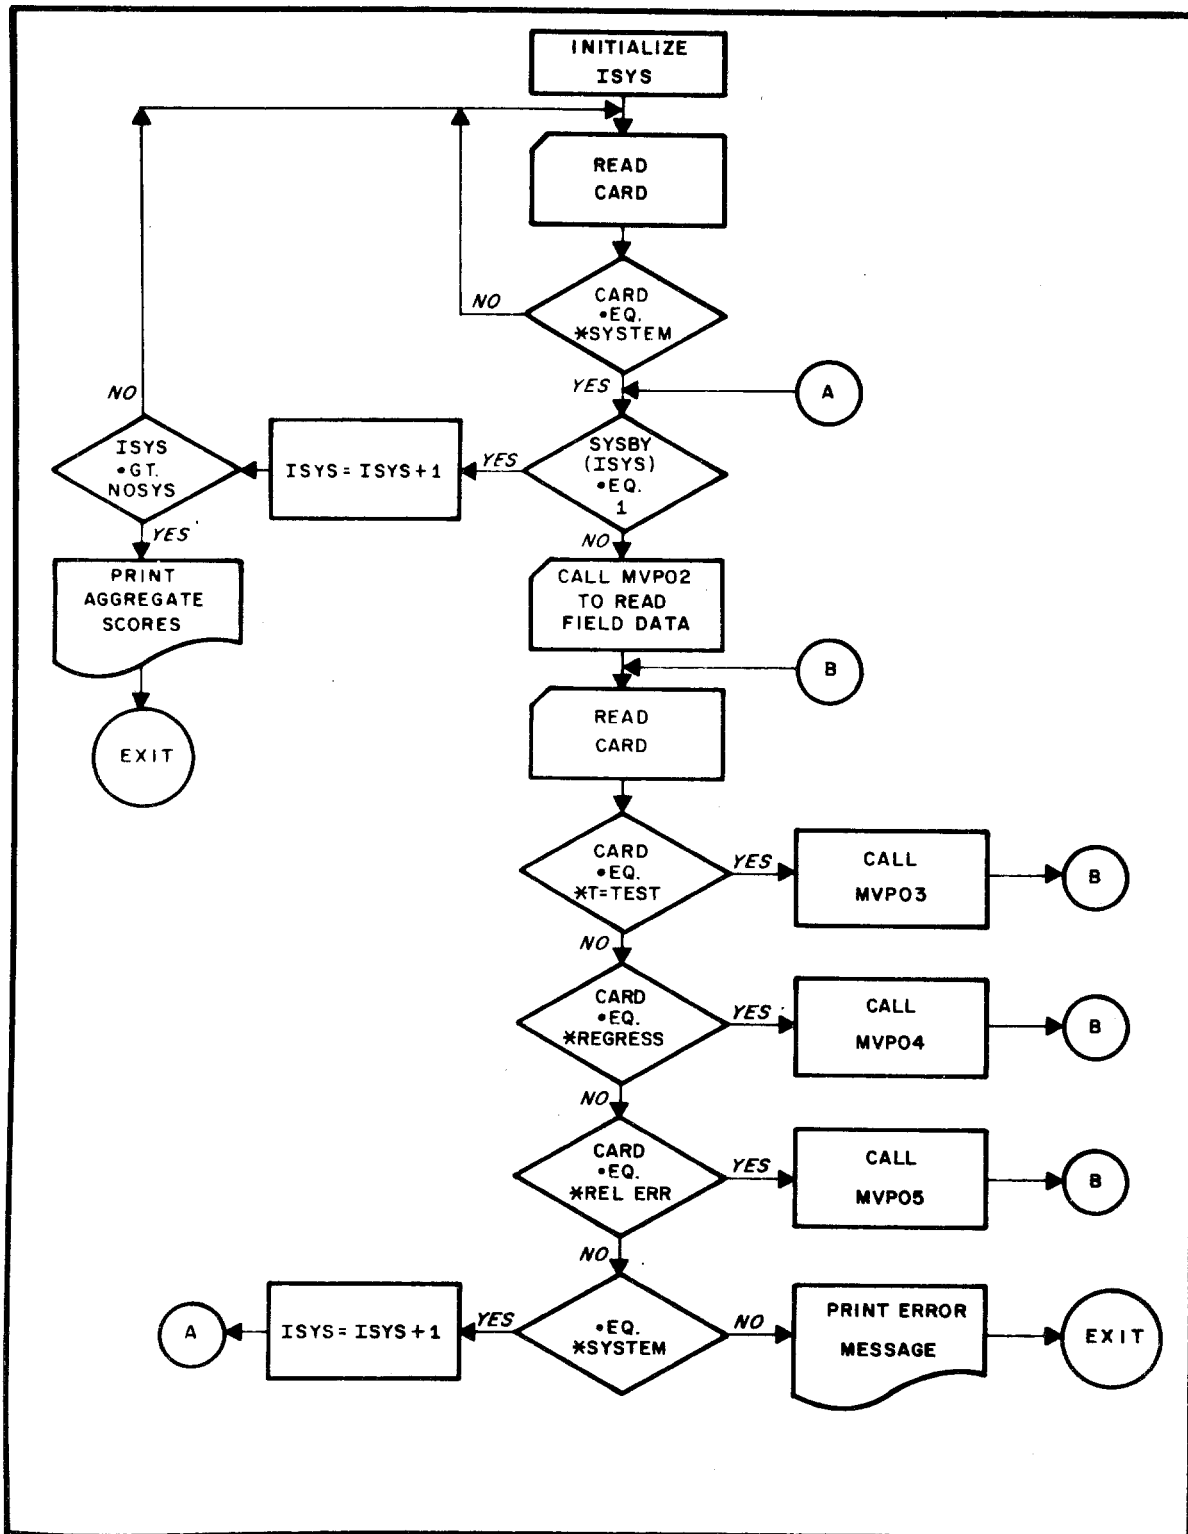 INITIALIZE
ISYS
READ
CARD
CARD
•EQ.
*SYSTEM
NO
YES
A
SYSBY
(ISYS)
•EQ.
1
YES
ISYS = ISYS + 1
ISYS
•GT.
NOSYS
NO
YES
PRINT
AGGREGATE
SCORES
EXIT
NO
CALL MVP02
TO READ
FIELD DATA
B
READ
CARD
CARD
•EQ.
*T=TEST
YES
CALL
MVP03
B
NO
CARD
•EQ.
*REGRESS
YES
CALL
MVP04
B
NO
CARD
•EQ.
*REL ERR
YES
CALL
MVP05
B
NO
•EQ.
*SYSTEM
YES
ISYS = ISYS + 1
A
NO
PRINT ERROR
MESSAGE
EXIT